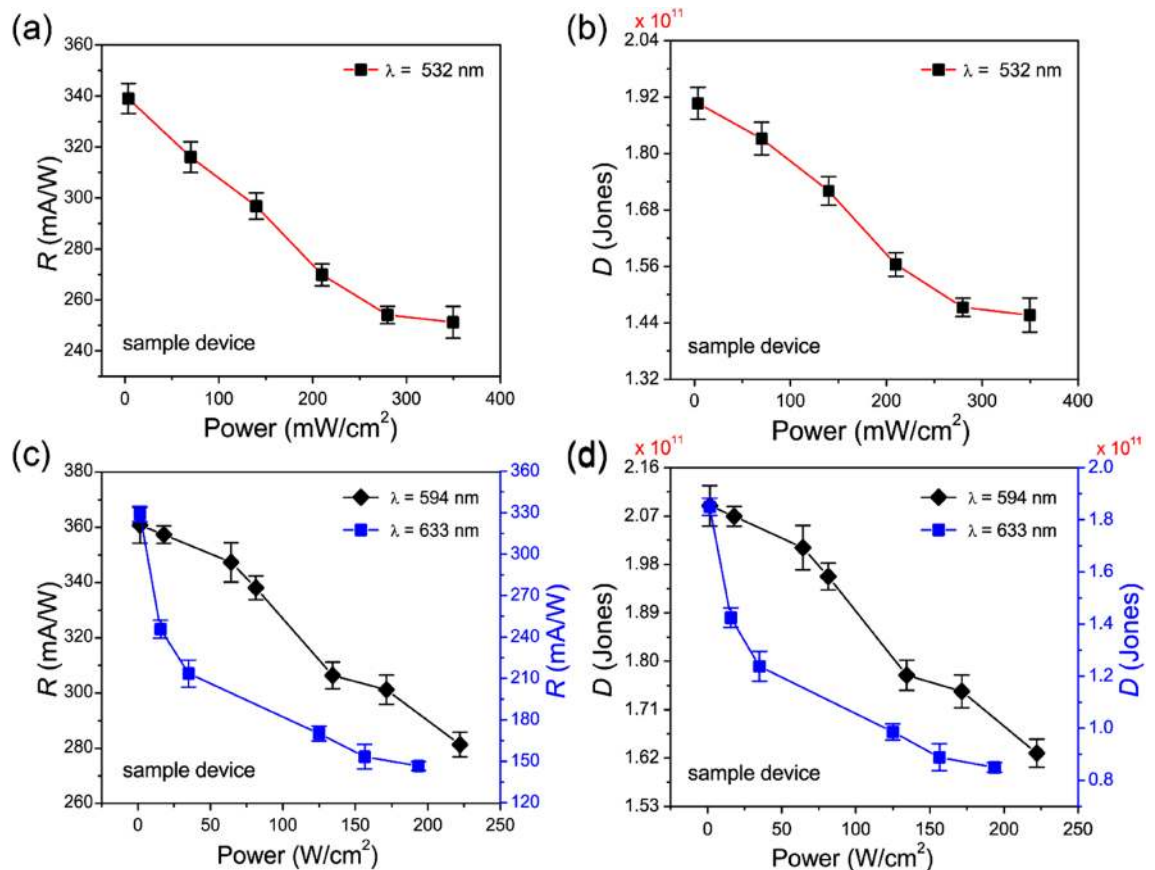 (a)
360
340
320
300
280
260
240
R (mA/W)
λ = 532 nm
sample device
0 100 200 300 400
Power (mW/cm²)
(b)
x 10¹¹
2.04
1.92
1.80
1.68
1.56
1.44
1.32
D (Jones)
λ = 532 nm
sample device
0 100 200 300 400
Power (mW/cm²)
(c)
380
360
340
320
300
280
260
R (mA/W)
λ = 594 nm
λ = 633 nm
sample device
360
330
300
270
240
210
180
150
120
R (mA/W)
0 50 100 150 200 250
Power (W/cm²)
(d)
x 10¹¹
2.16
2.07
1.98
1.89
1.80
1.71
1.62
1.53
D (Jones)
λ = 594 nm
λ = 633 nm
sample device
x 10¹¹
2.0
1.8
1.6
1.4
1.2
1.0
0.8
D (Jones)
0 50 100 150 200 250
Power (W/cm²)